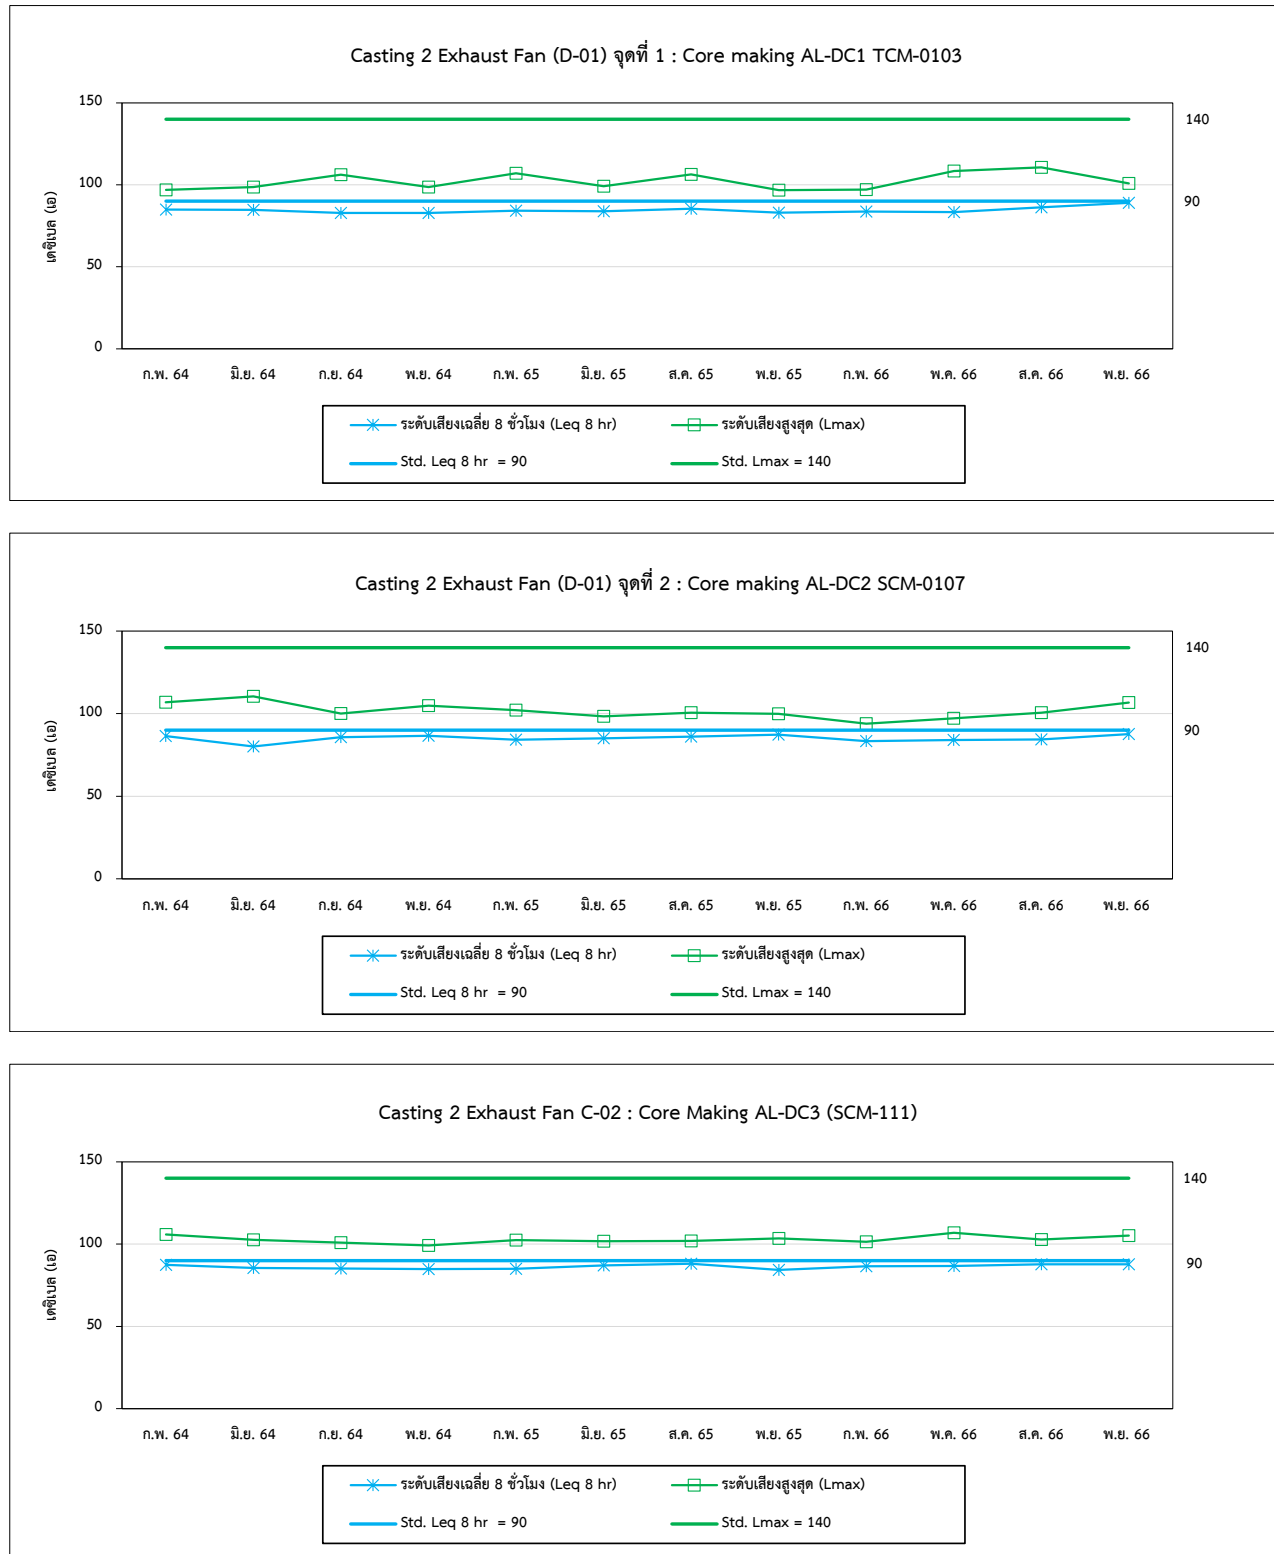 Casting 2 Exhaust Fan (D-01) จุดที่ 1 : Core making AL-DC1 TCM-0103
150
140
100
90
50
0
เดซิเบล (เอ)
ก.พ. 64 มิ.ย. 64 ก.ย. 64 พ.ย. 64 ก.พ. 65 มิ.ย. 65 ส.ค. 65 พ.ย. 65 ก.พ. 66 พ.ค. 66 ส.ค. 66 พ.ย. 66
ระดับเสียงเฉลี่ย 8 ชั่วโมง (Leq 8 hr) ระดับเสียงสูงสุด (Lmax)
Std. Leq 8 hr = 90 Std. Lmax = 140
Casting 2 Exhaust Fan (D-01) จุดที่ 2 : Core making AL-DC2 SCM-0107
150
140
100
90
50
0
เดซิเบล (เอ)
ก.พ. 64 มิ.ย. 64 ก.ย. 64 พ.ย. 64 ก.พ. 65 มิ.ย. 65 ส.ค. 65 พ.ย. 65 ก.พ. 66 พ.ค. 66 ส.ค. 66 พ.ย. 66
ระดับเสียงเฉลี่ย 8 ชั่วโมง (Leq 8 hr) ระดับเสียงสูงสุด (Lmax)
Std. Leq 8 hr = 90 Std. Lmax = 140
Casting 2 Exhaust Fan C-02 : Core Making AL-DC3 (SCM-111)
150
140
100
90
50
0
เดซิเบล (เอ)
ก.พ. 64 มิ.ย. 64 ก.ย. 64 พ.ย. 64 ก.พ. 65 มิ.ย. 65 ส.ค. 65 พ.ย. 65 ก.พ. 66 พ.ค. 66 ส.ค. 66 พ.ย. 66
ระดับเสียงเฉลี่ย 8 ชั่วโมง (Leq 8 hr) ระดับเสียงสูงสุด (Lmax)
Std. Leq 8 hr = 90 Std. Lmax = 140